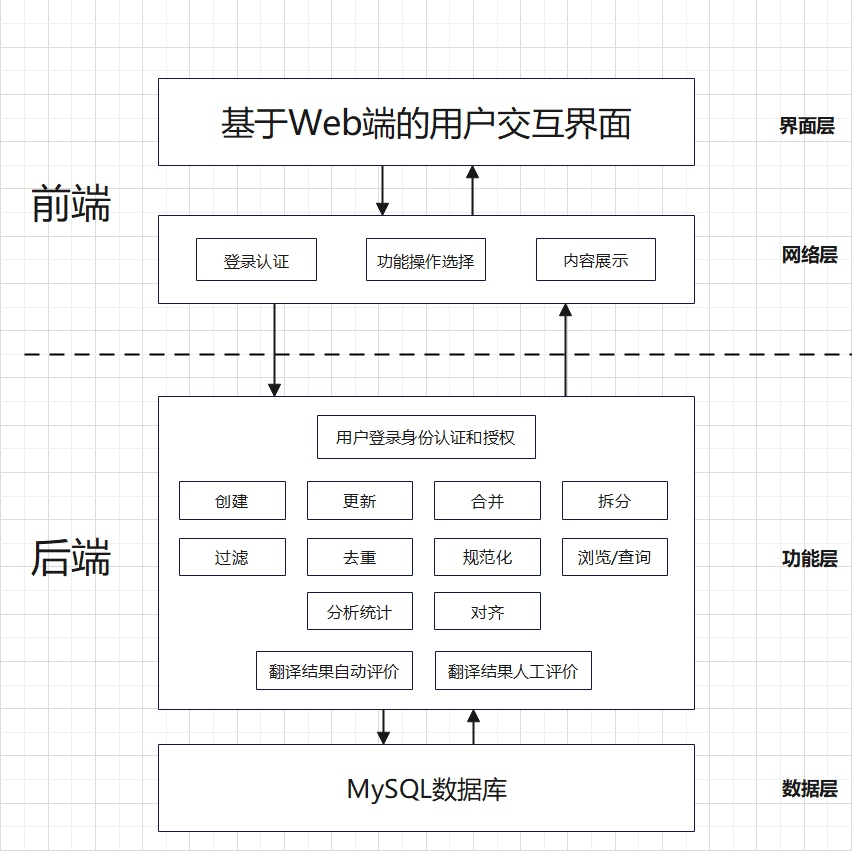 基于Web端的用户交互界面
界面层
前端
登录认证
功能操作选择
内容展示
网络层
用户登录身份认证和授权
创建
更新
合并
拆分
后端
过滤
去重
规范化
浏览/查询
功能层
分析统计
对齐
翻译结果自动评价
翻译结果人工评价
MySQL数据库
数据层